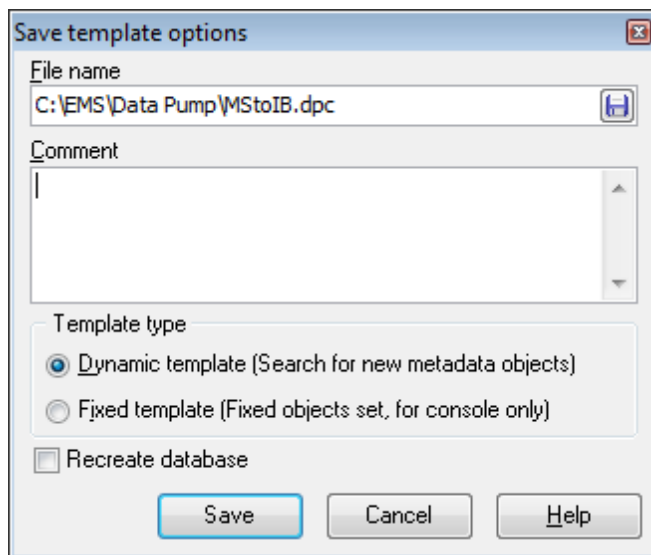 Save template options
File name
C:\EMS\Data Pump\MStoIB.dpc
Comment
Template type
Dynamic template (Search for new metadata objects)
Fixed template (Fixed objects set, for console only)
Recreate database
Save Cancel Help